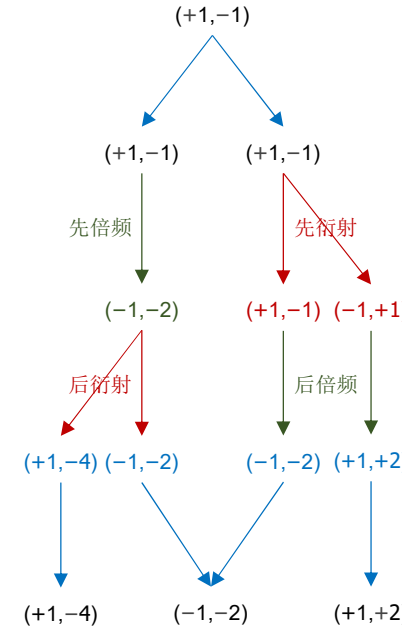 (+1,−1)
(+1,−1) (+1,−1)
先倍频 先衍射
(−1,−2) (+1,−1) (−1,+1
后衍射 后倍频
(+1,−4) (−1,−2) (−1,−2) (+1,+2
(+1,−4) (−1,−2) (+1,+2